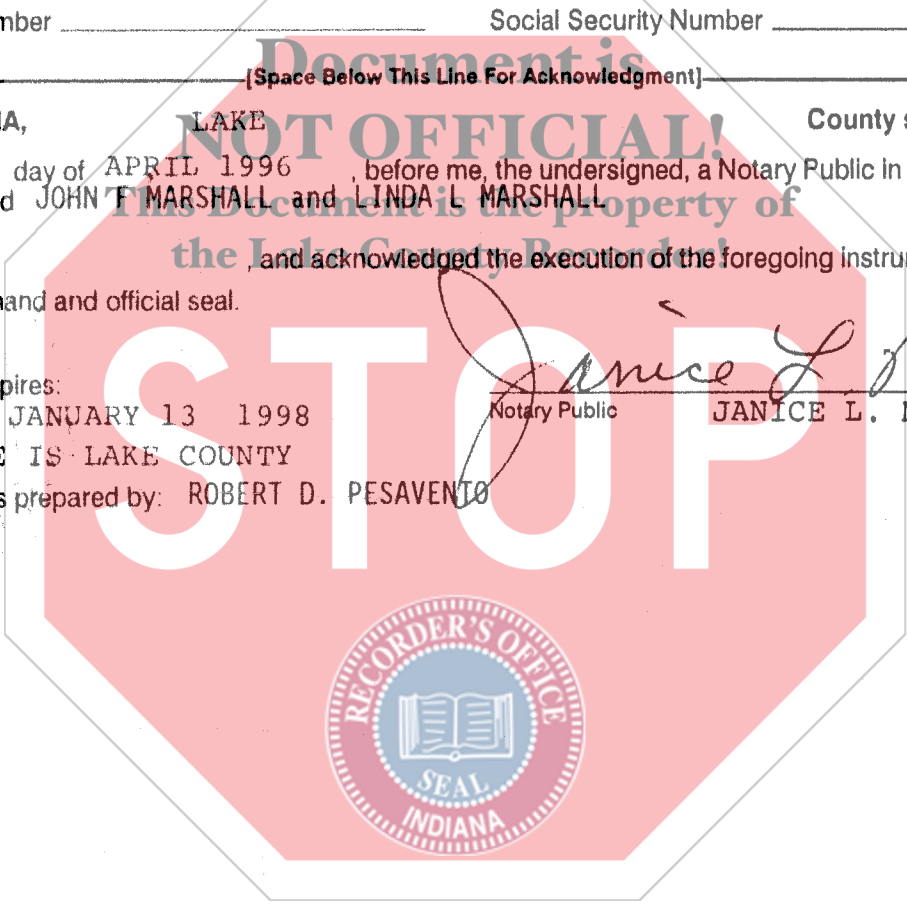 mber Social Security Number
Document is
[Space Below This Line For Acknowledgment]
IA, LAKE County s
NOT OFFICIAL!
day of APRIL 1996 , before me, the undersigned, a Notary Public in
d JOHN F MARSHALL and LINDA L MARSHALL
This Document is the property of
the Lake County Recorder!
, and acknowledged the execution of the foregoing instru
hand and official seal.
STOP
Janice L
pires:
JANUARY 13 1998 Notary Public JANICE L.
E IS LAKE COUNTY
s prepared by: ROBERT D. PESAVENTO
RECORDER'S OFFICE
SEAL
INDIANA